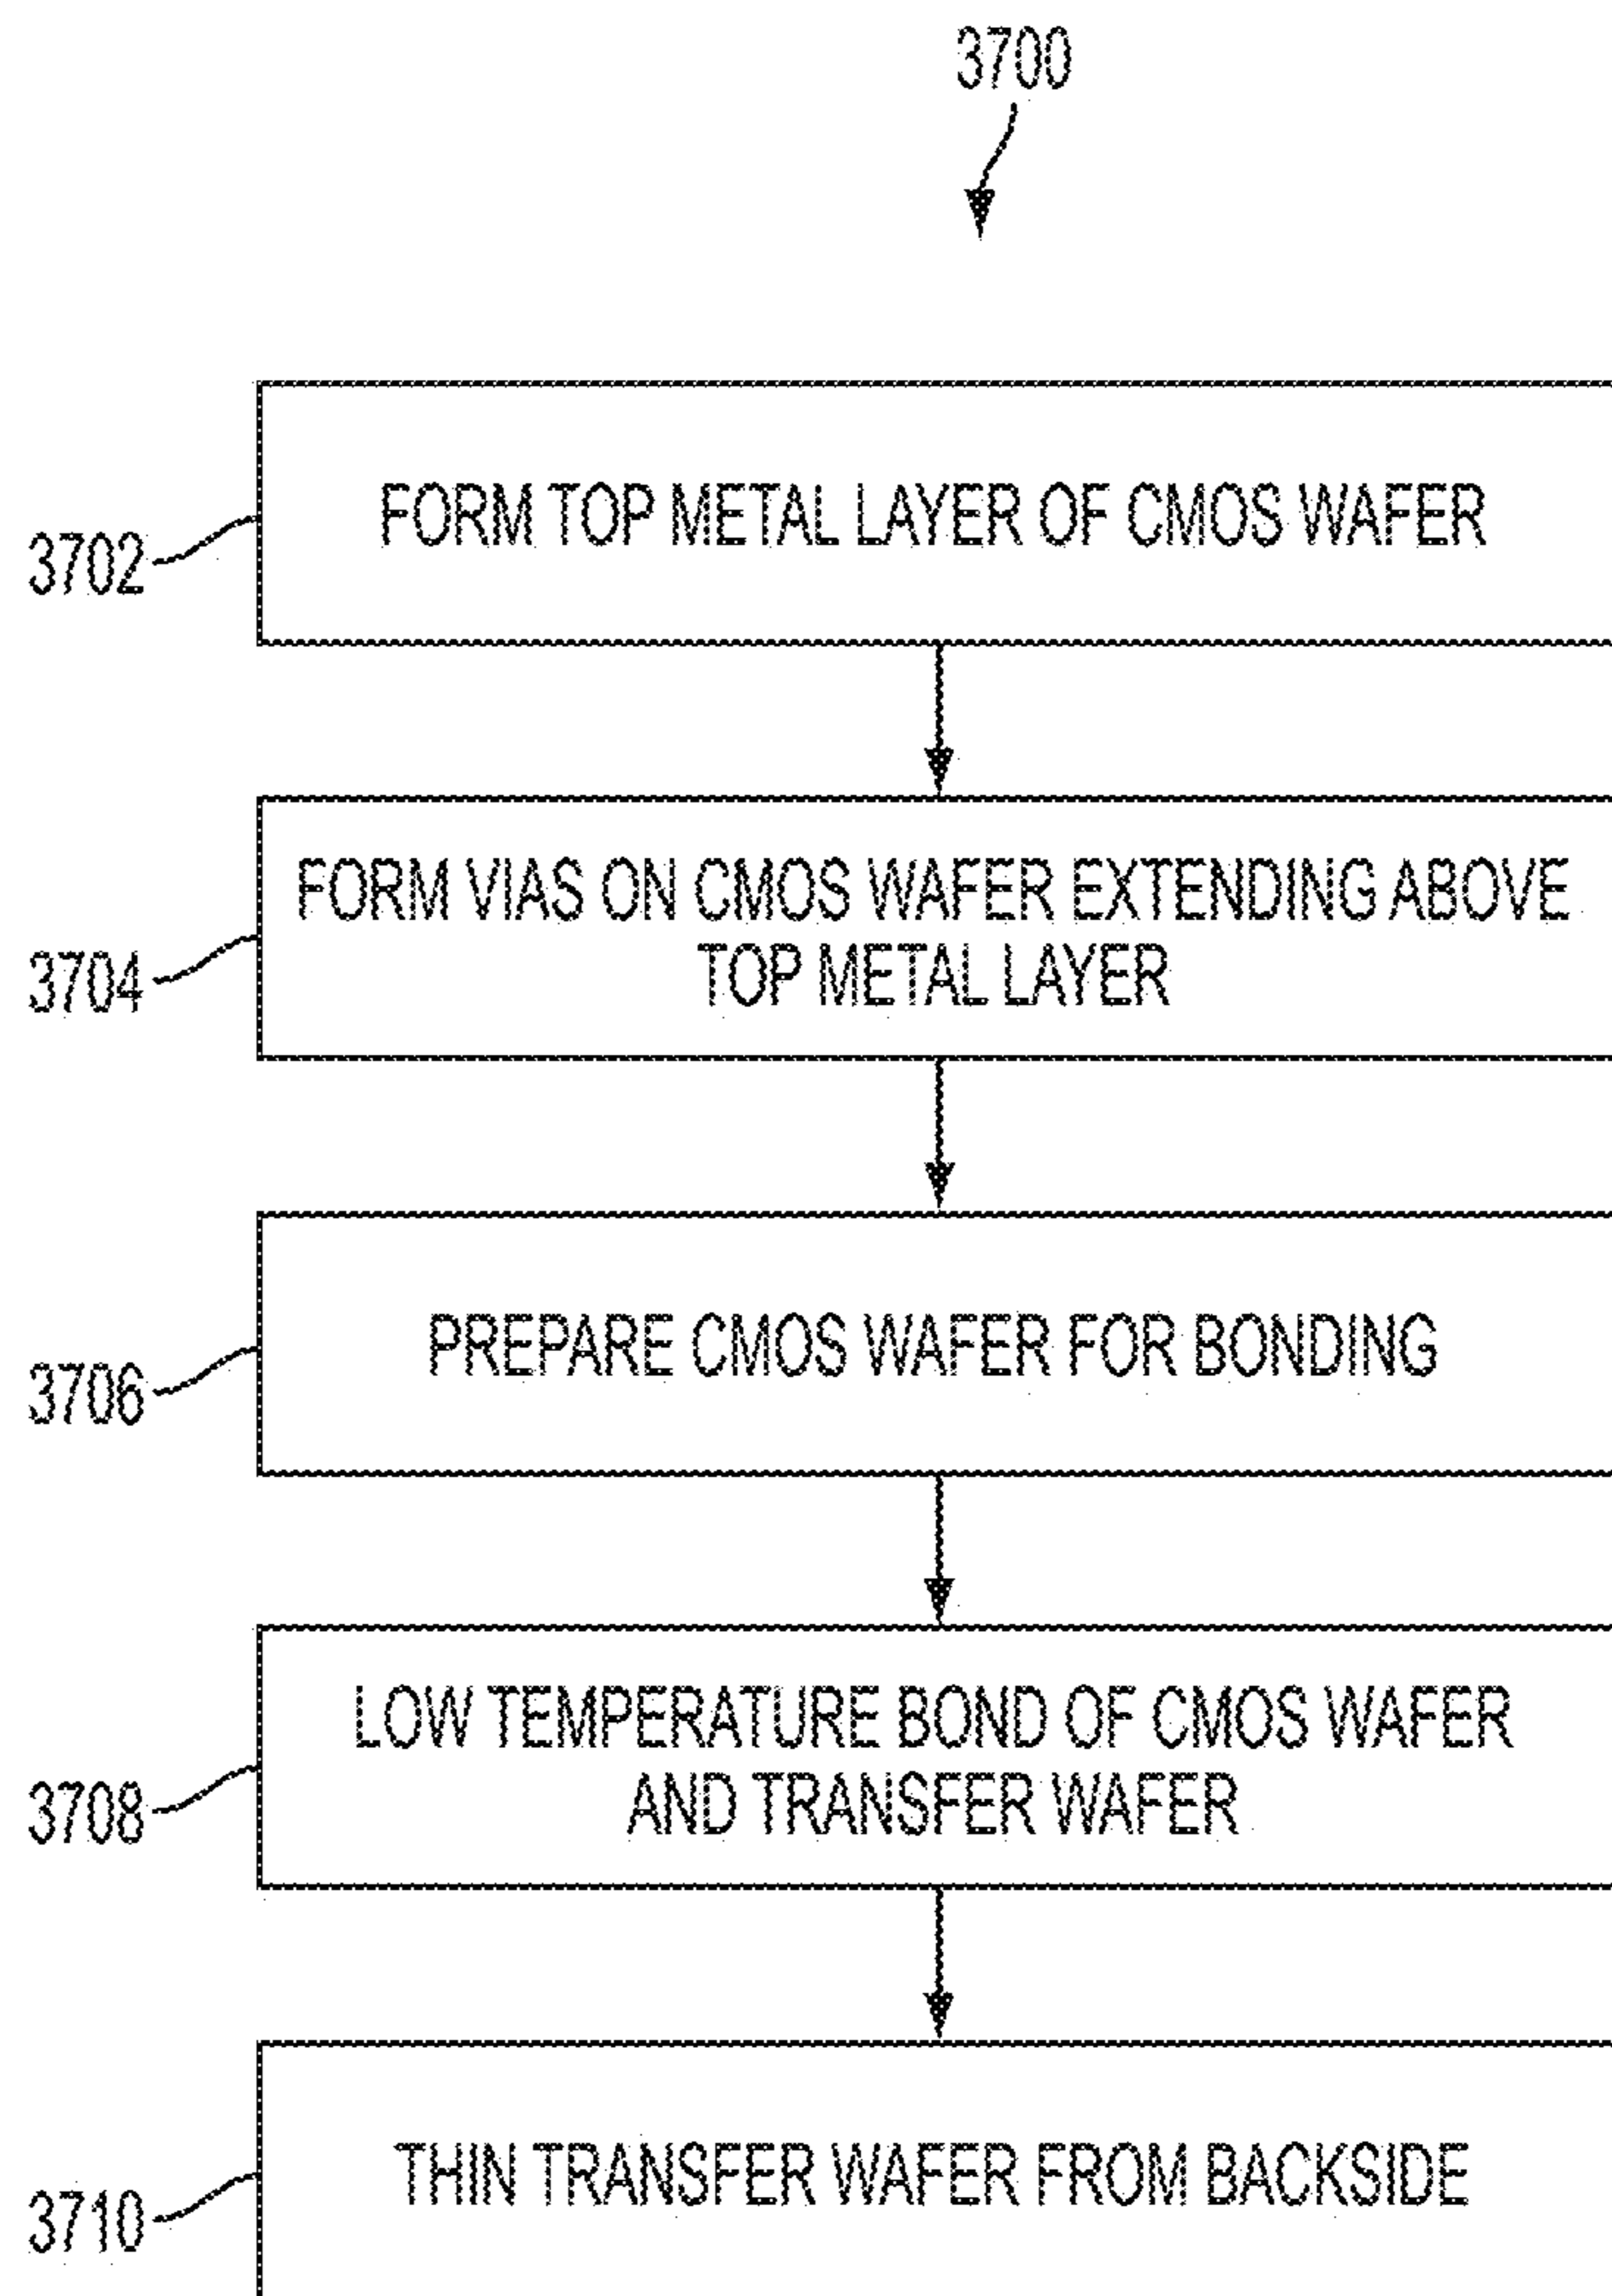 3700
FORM TOP METAL LAYER OF CMOS WAFER
3702
FORM VIAS ON CMOS WAFER EXTENDING ABOVE
TOP METAL LAYER
3704
PREPARE CMOS WAFER FOR BONDING
3706
LOW TEMPERATURE BOND OF CMOS WAFER
AND TRANSFER WAFER
3708
THIN TRANSFER WAFER FROM BACKSIDE
3710